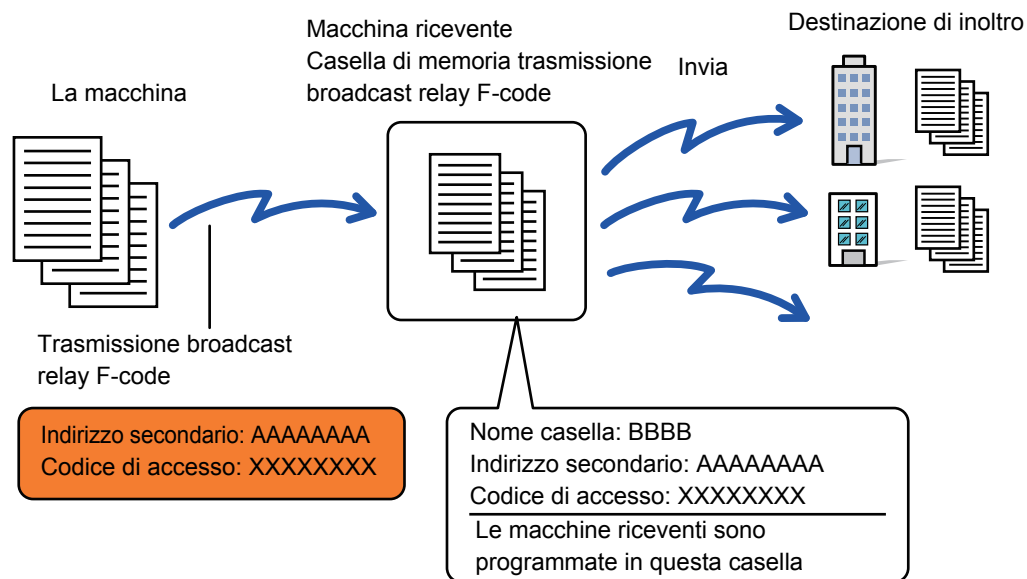 La macchina
Macchina ricevente
Casella di memoria trasmissione
broadcast relay F-code
Invia
Destinazione di inoltro
Trasmissione broadcast
relay F-code
Indirizzo secondario: AAAAAAAA
Codice di accesso: XXXXXXXX
Nome casella: BBBB
Indirizzo secondario: AAAAAAAA
Codice di accesso: XXXXXXXX
Le macchine riceventi sono
programmate in questa casella